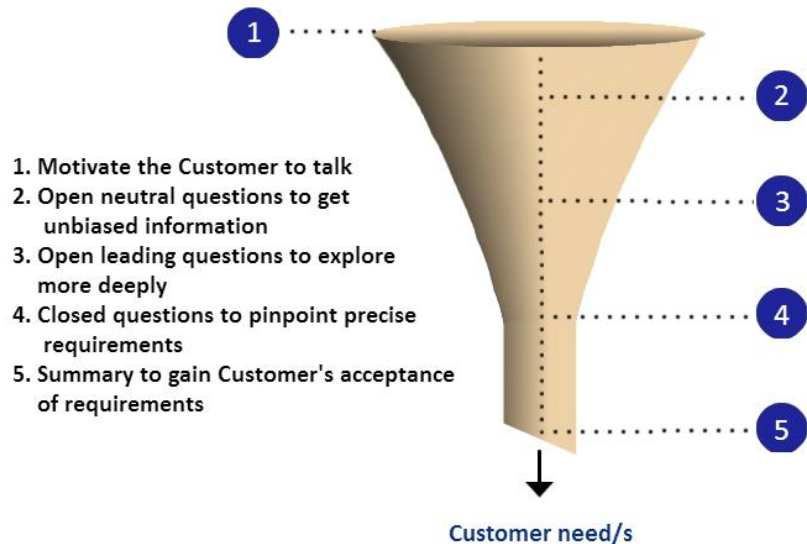 1
2
3
4
5
1. Motivate the Customer to talk
2. Open neutral questions to get
unbiased information
3. Open leading questions to explore
more deeply
4. Closed questions to pinpoint precise
requirements
5. Summary to gain Customer's acceptance
of requirements
Customer need/s